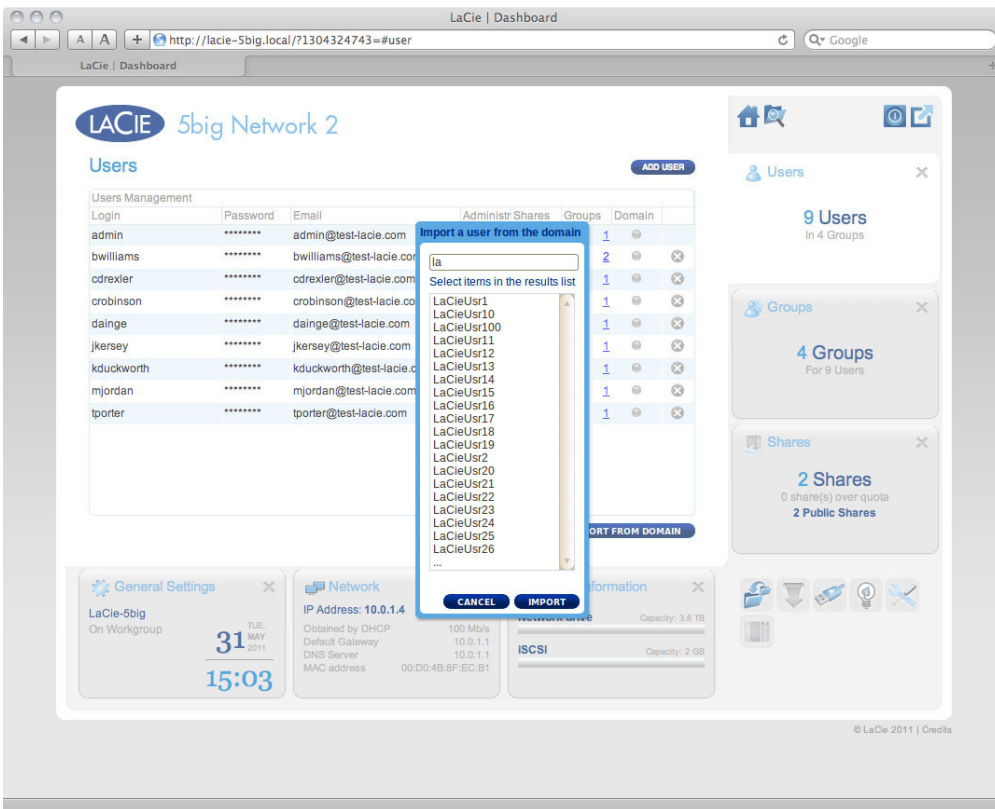 LaCie | Dashboard
A A + http://lacie-5big.local/?1304324743=#user Google
LaCie | Dashboard
LACIE 5big Network 2
Users
ADD USER
Users Management
Login Password Email Administr Shares Groups Domain
admin ******** admin@test-lacie.com 1
bwilliams ******** bwilliams@test-lacie.cor 2
cdrexler ******** cdrexler@test-lacie.com 1
crobinson ******** crobinson@test-lacie.co 1
dainge ******** dainge@test-lacie.com 1
jkersey ******** jkersey@test-lacie.com 1
kduckworth ******** kduckworth@test-lacie.c 1
mjordan ******** mjordan@test-lacie.com 1
tporter ******** tporter@test-lacie.com 1
ORT FROM DOMAIN
Import a user from the domain
la
Select items in the results list
LaCieUsr1
LaCieUsr10
LaCieUsr100
LaCieUsr11
LaCieUsr12
LaCieUsr13
LaCieUsr14
LaCieUsr15
LaCieUsr16
LaCieUsr17
LaCieUsr18
LaCieUsr19
LaCieUsr2
LaCieUsr20
LaCieUsr21
LaCieUsr22
LaCieUsr23
LaCieUsr24
LaCieUsr25
LaCieUsr26
...
CANCEL IMPORT
Users
9 Users
In 4 Groups
Groups
4 Groups
For 9 Users
Shares
2 Shares
0 share(s) over quota
2 Public Shares
General Settings
LaCie-5big
On Workgroup
31 TUE. MAY 2011
15:03
Network
IP Address: 10.0.1.4
Obtained by DHCP 100 Mb/s
Default Gateway 10.0.1.1
DNS Server 10.0.1.1
MAC address 00:D0:4B:8F:EC:B1
formation
Network drive Capacity: 3.6 TB
ISCSI Capacity: 2 GB
© LaCie 2011 | Credits